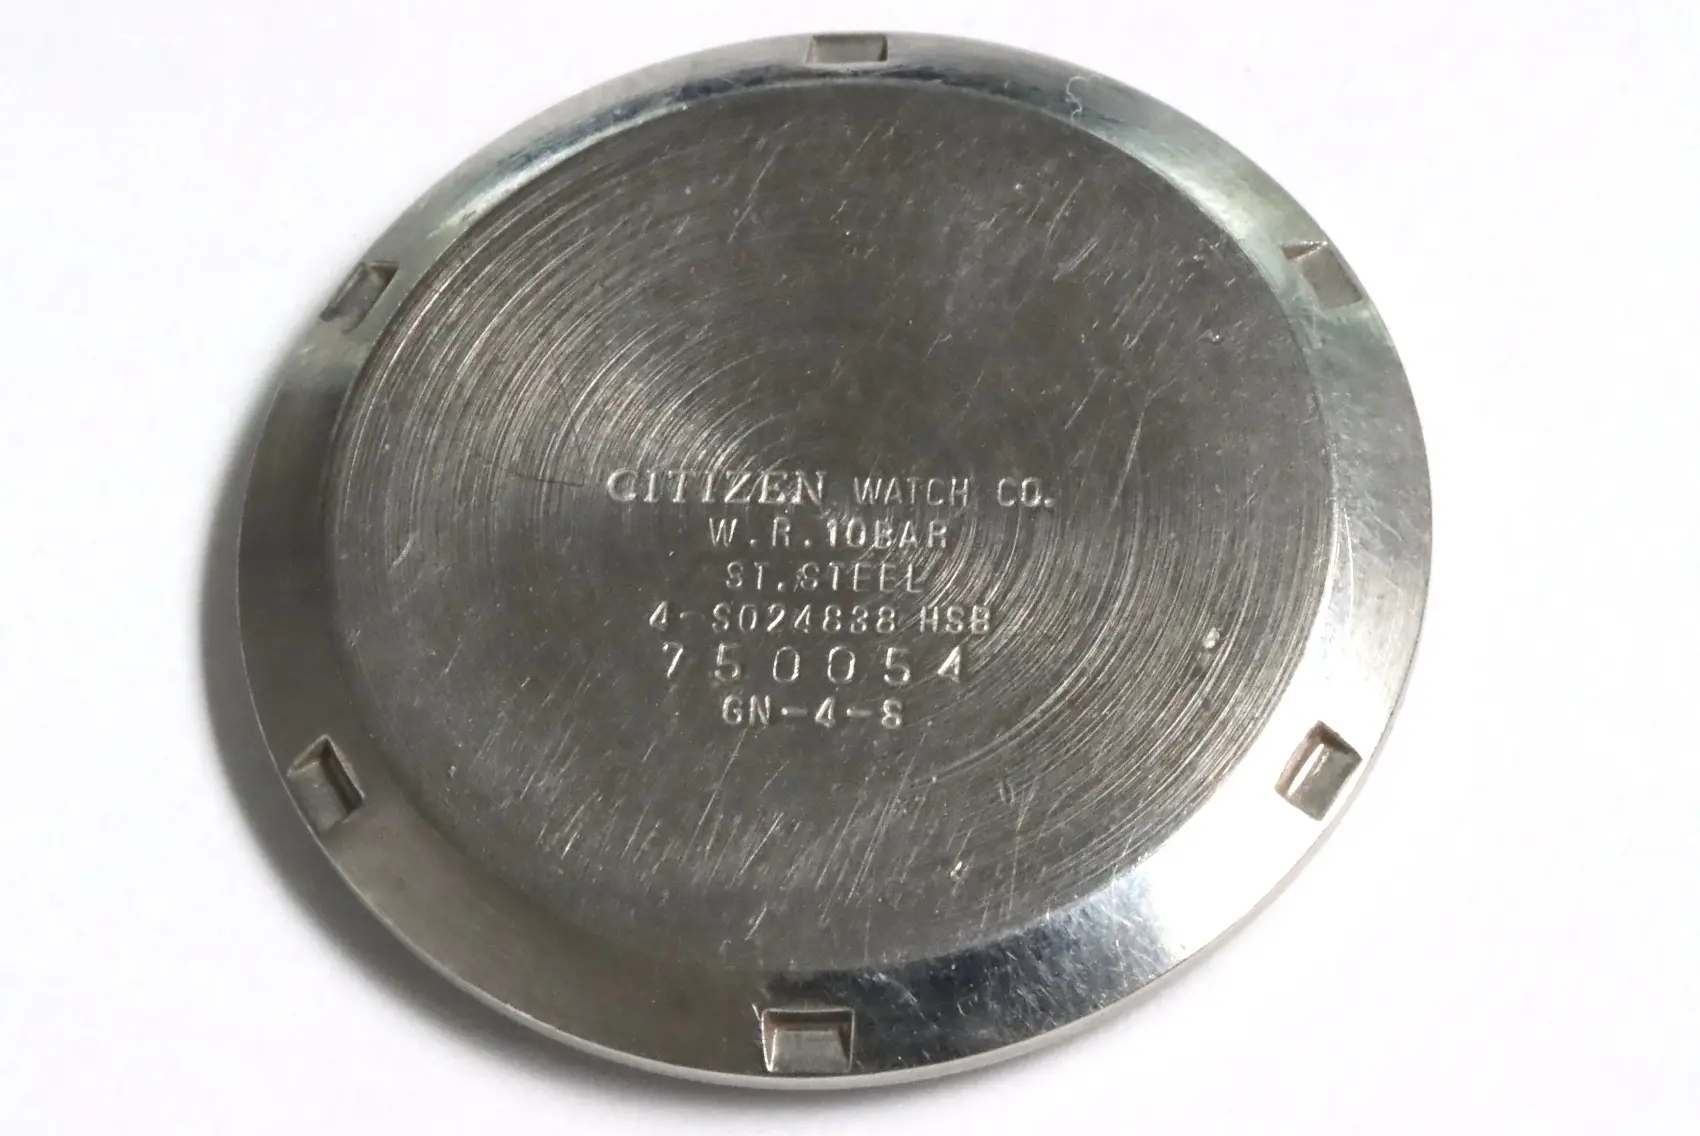 CITIZEN WATCH CO.
W.R.10BAR
ST.STEEL
4-S024838 HSB
750054
GN-4-S